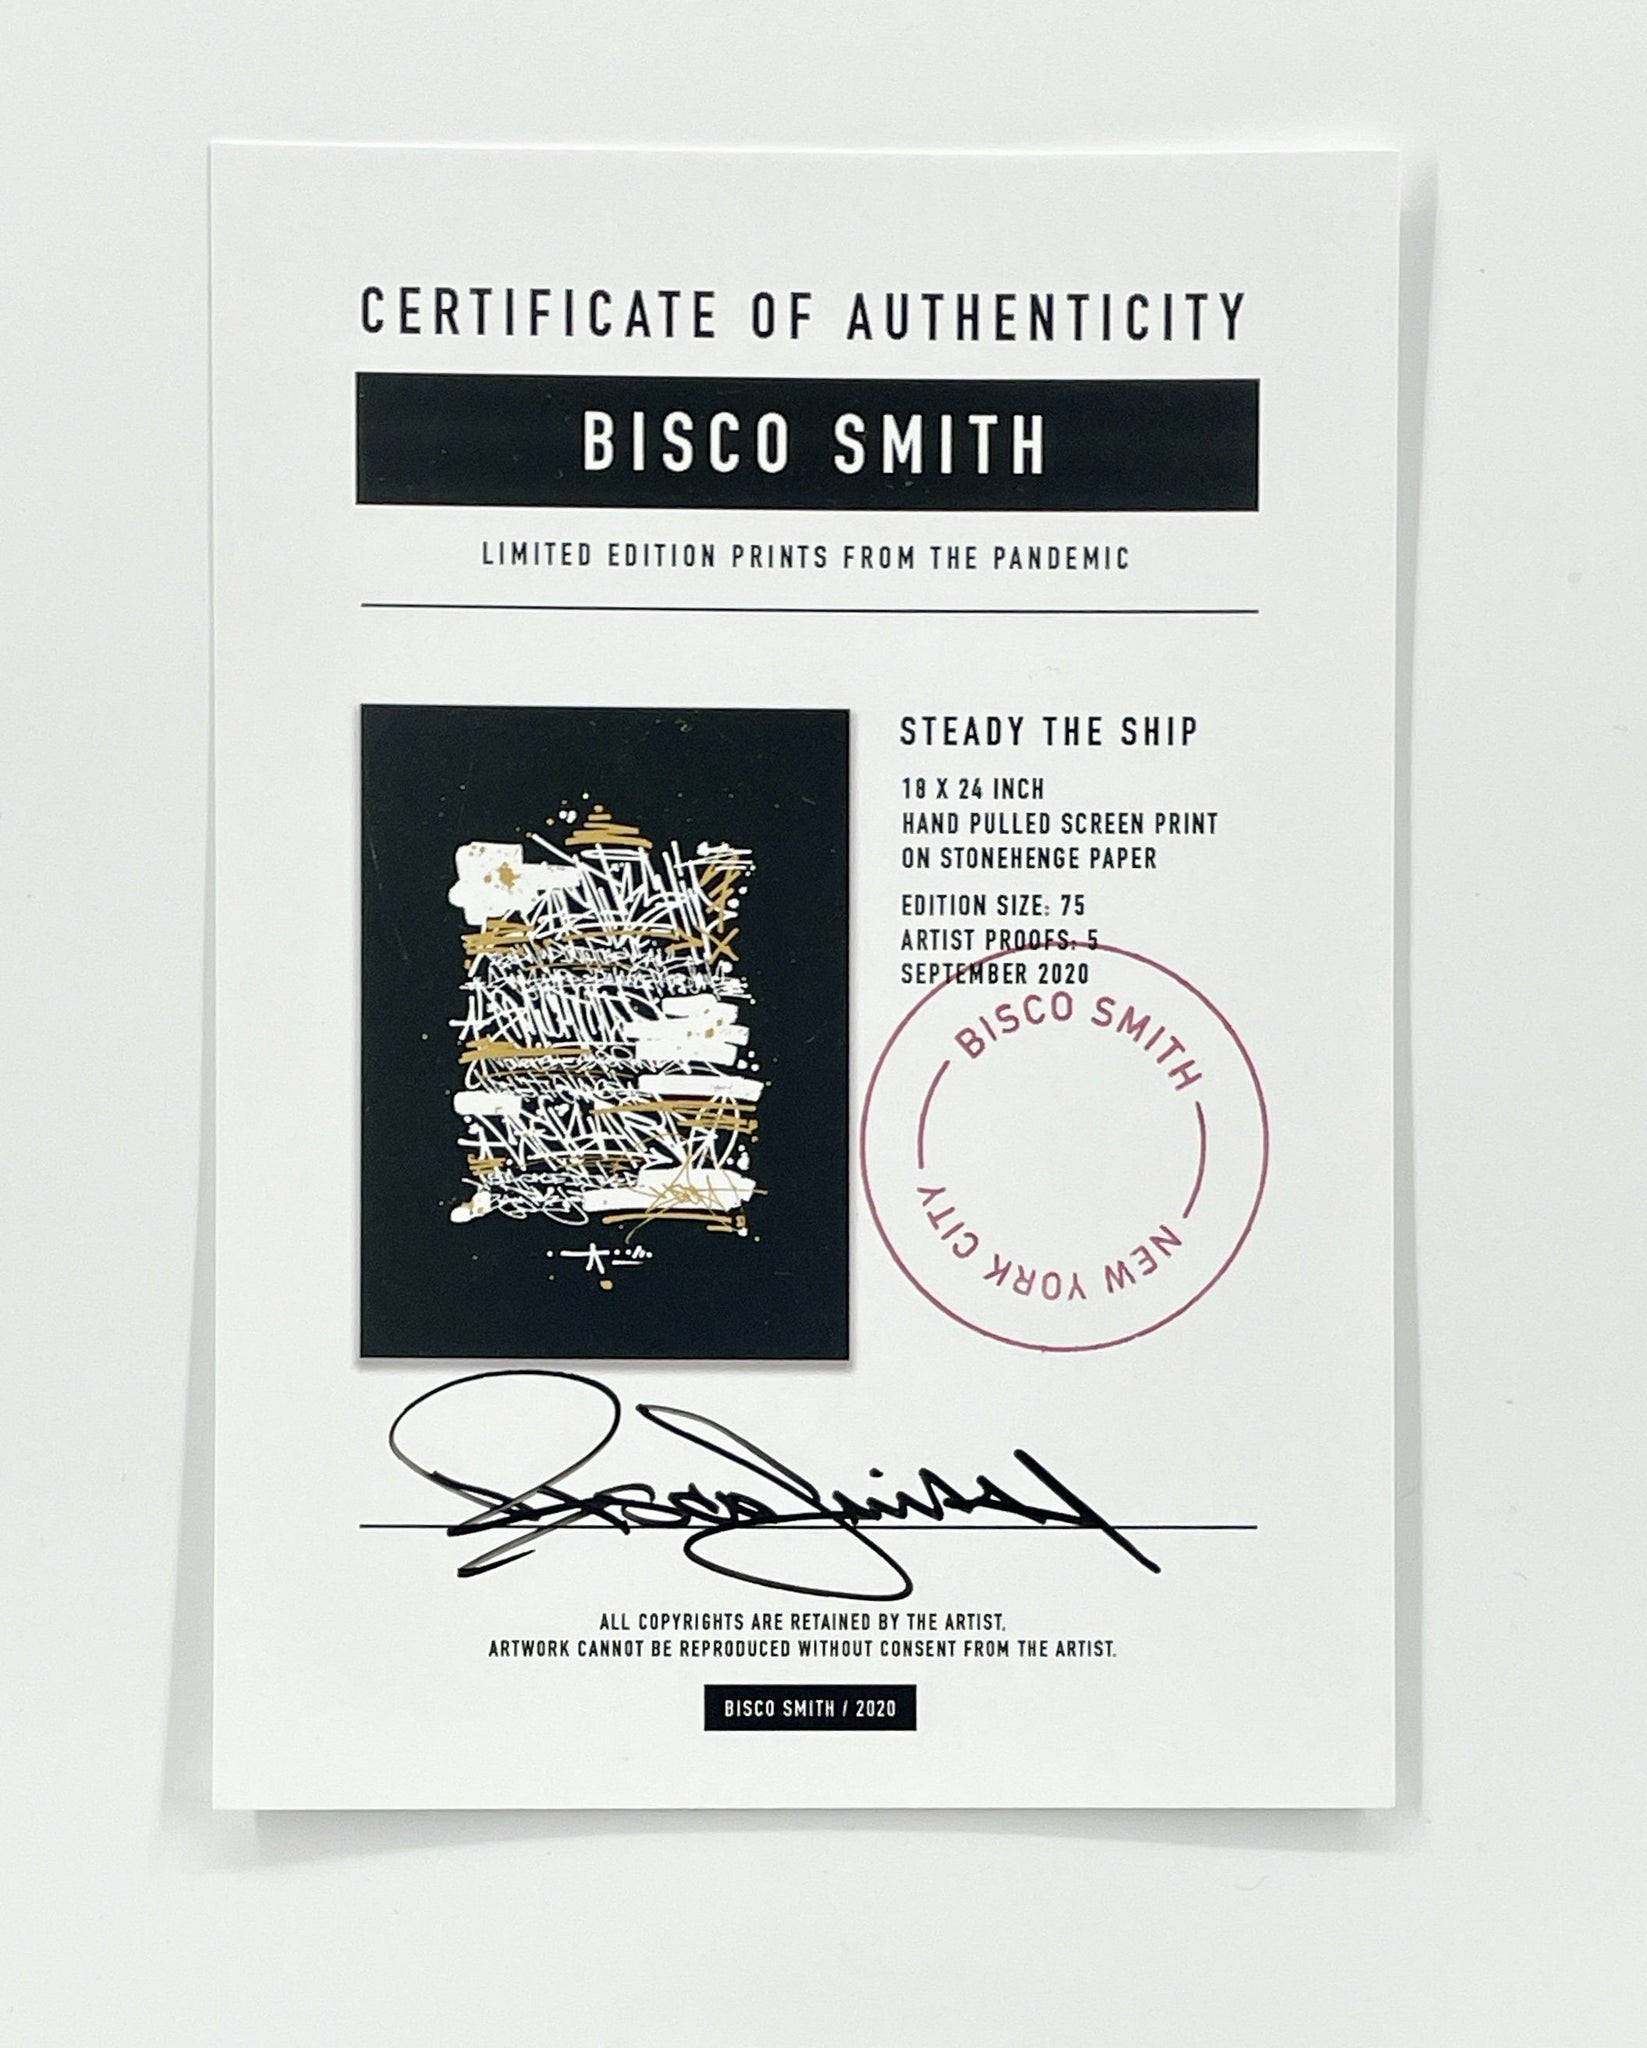 CERTIFICATE OF AUTHENTICITY
BISCO SMITH
LIMITED EDITION PRINTS FROM THE PANDEMIC
STEADY THE SHIP
18 X 24 INCH
HAND PULLED SCREEN PRINT
ON STONEHENGE PAPER
EDITION SIZE: 75
ARTIST PROOFS: 5
SEPTEMBER 2020
BISCO SMITH
NEW YORK CITY
Bisco Smith
ALL COPYRIGHTS ARE RETAINED BY THE ARTIST.
ARTWORK CANNOT BE REPRODUCED WITHOUT CONSENT FROM THE ARTIST.
BISCO SMITH / 2020